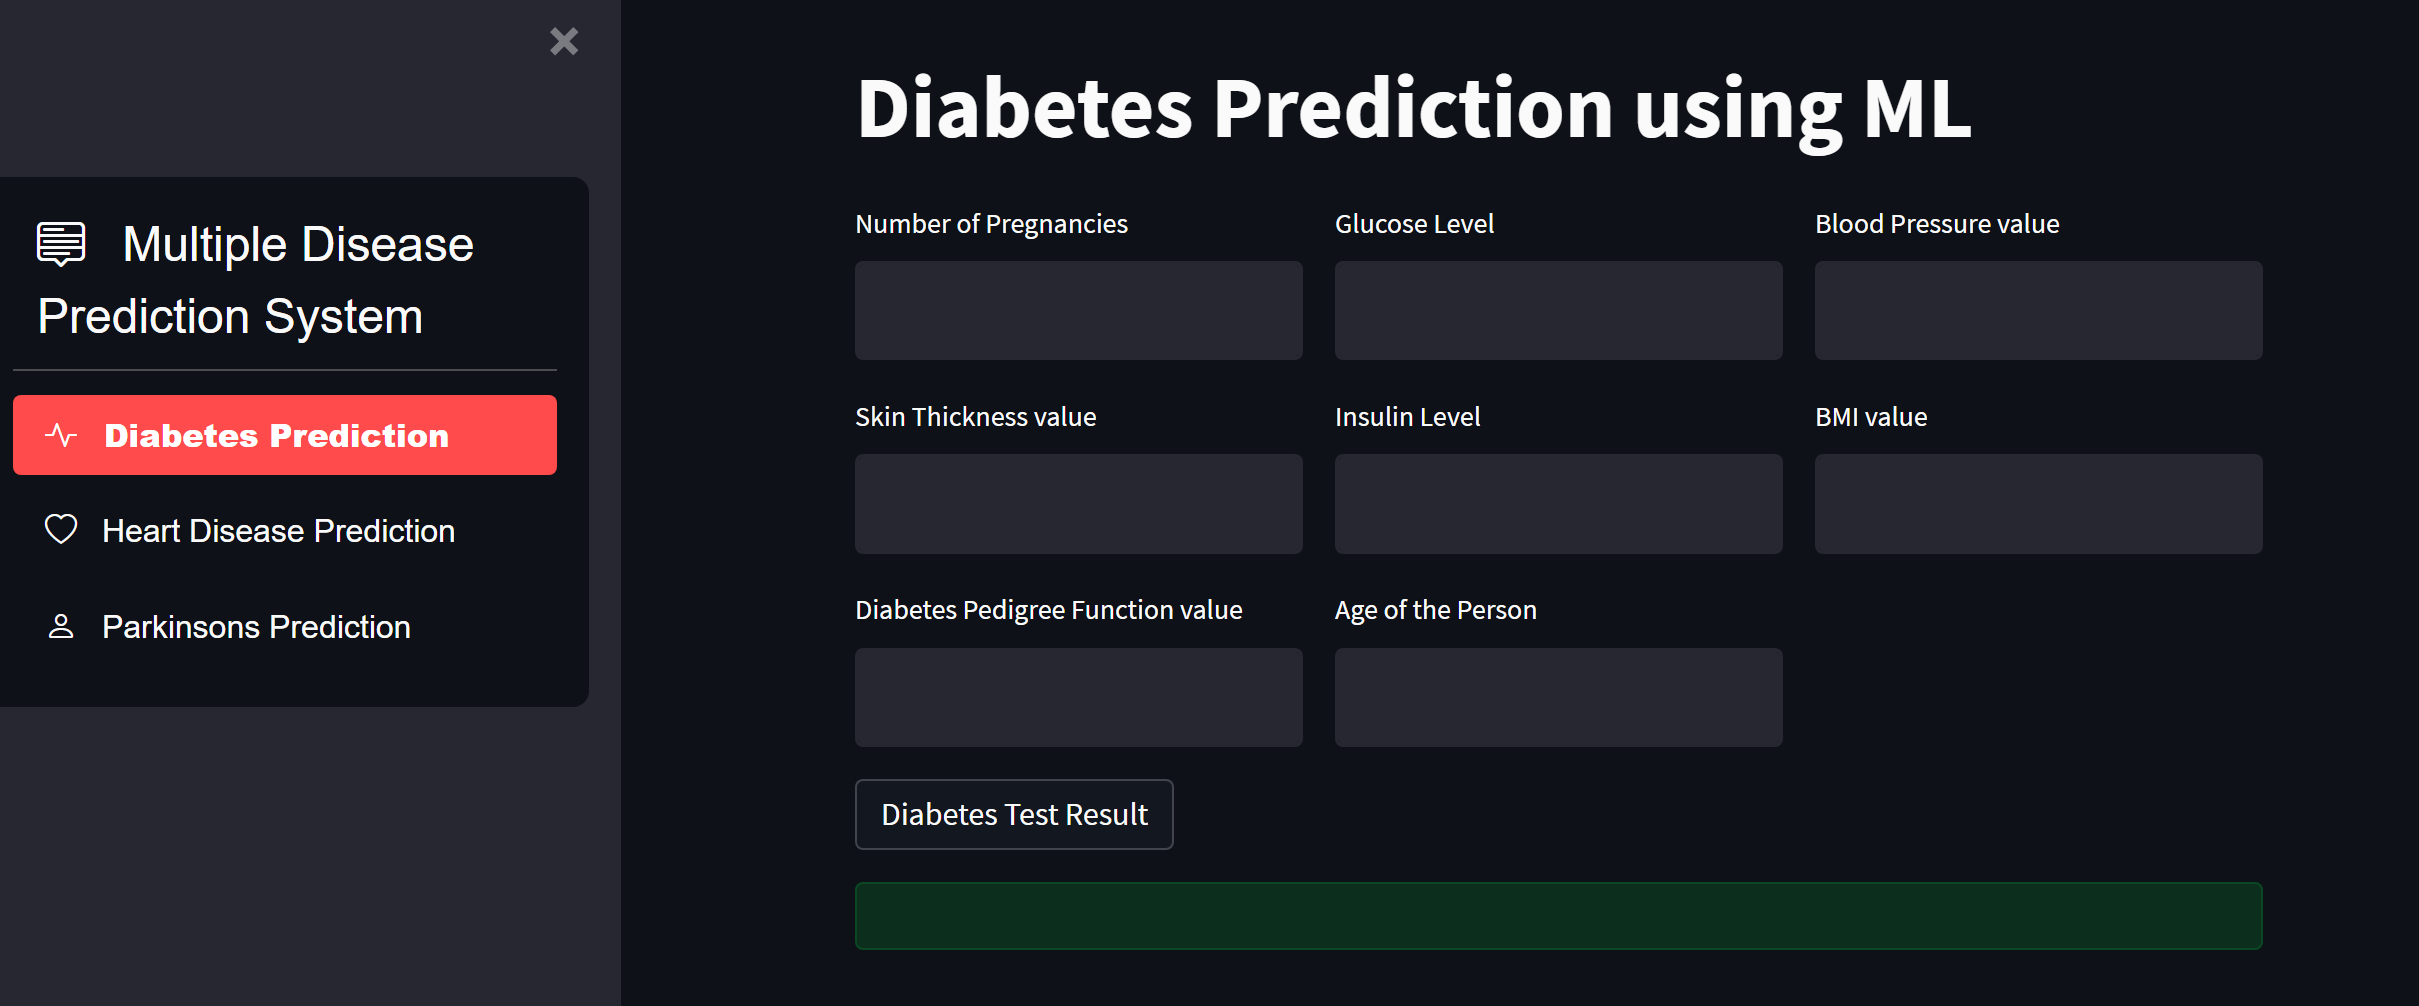 Multiple Disease
Prediction System
Diabetes Prediction
Heart Disease Prediction
Parkinsons Prediction
Diabetes Prediction using ML
Number of Pregnancies
Glucose Level
Blood Pressure value
Skin Thickness value
Insulin Level
BMI value
Diabetes Pedigree Function value
Age of the Person
Diabetes Test Result